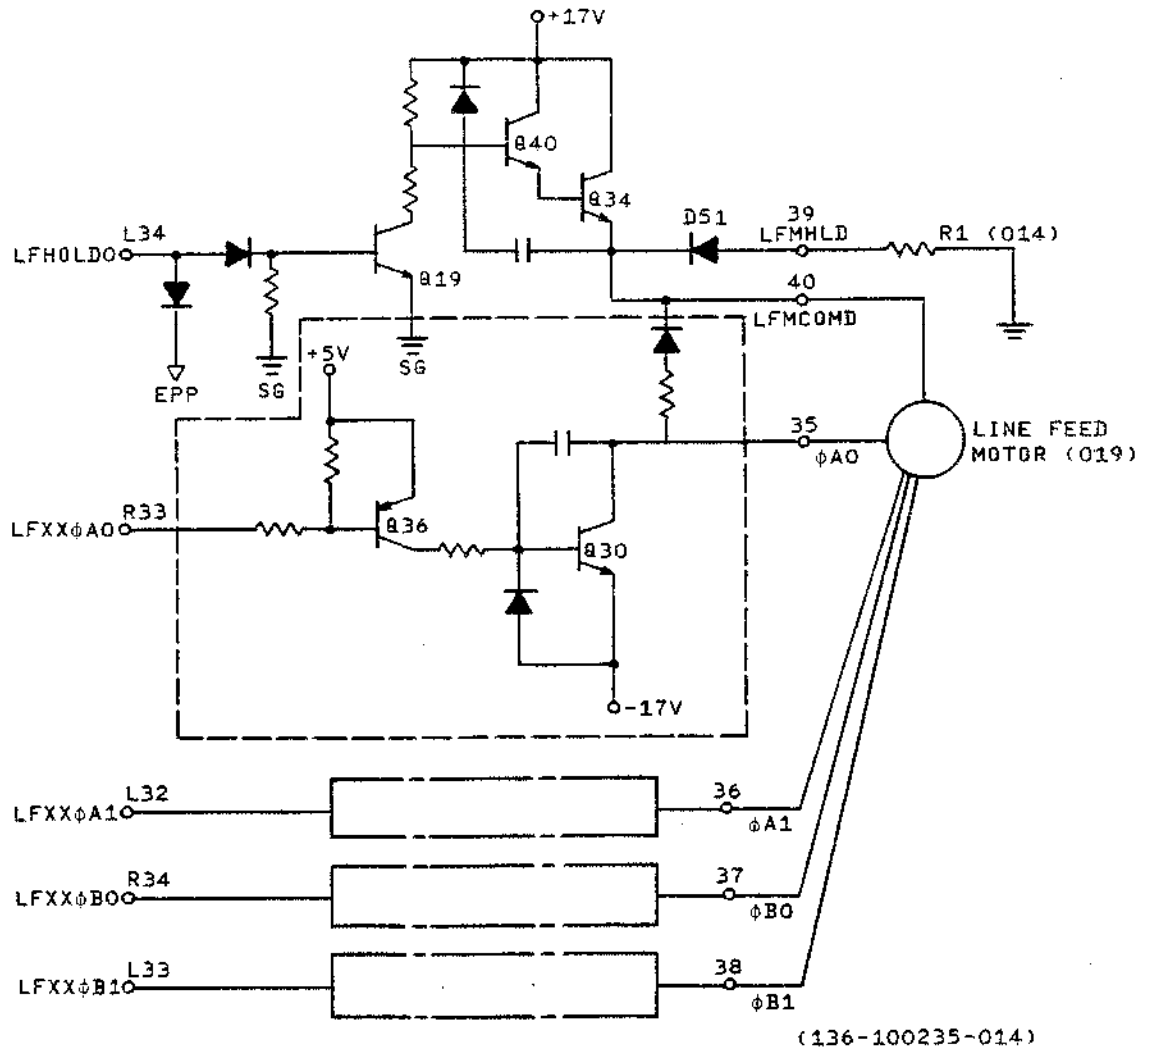 +17V
Q40
Q34
D51
39
LFMHLD
R1 (014)
L34
LFHOLDO
Q19
40
LFMCOMD
SG
SG
EPP
+5V
35
ϕA0
LINE FEED
MOTOR (019)
R33
LFXXϕA0
Q36
Q30
-17V
L32
LFXXϕA1
36
ϕA1
R34
LFXXϕB0
37
ϕB0
L33
LFXXϕB1
38
ϕB1
(136-100235-014)